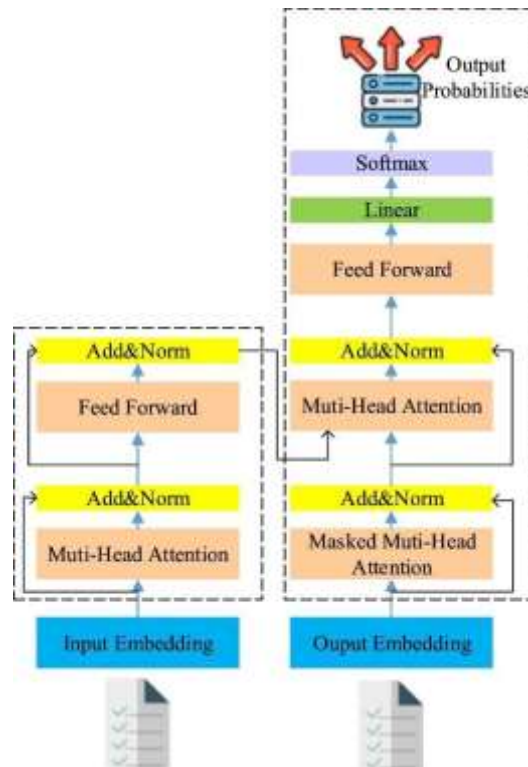 Output
Probabilities
Softmax
Linear
Feed Forward
Add&Norm
Muti-Head Attention
Add&Norm
Masked Muti-Head
Attention
Ouput Embedding
Add&Norm
Feed Forward
Add&Norm
Muti-Head Attention
Input Embedding